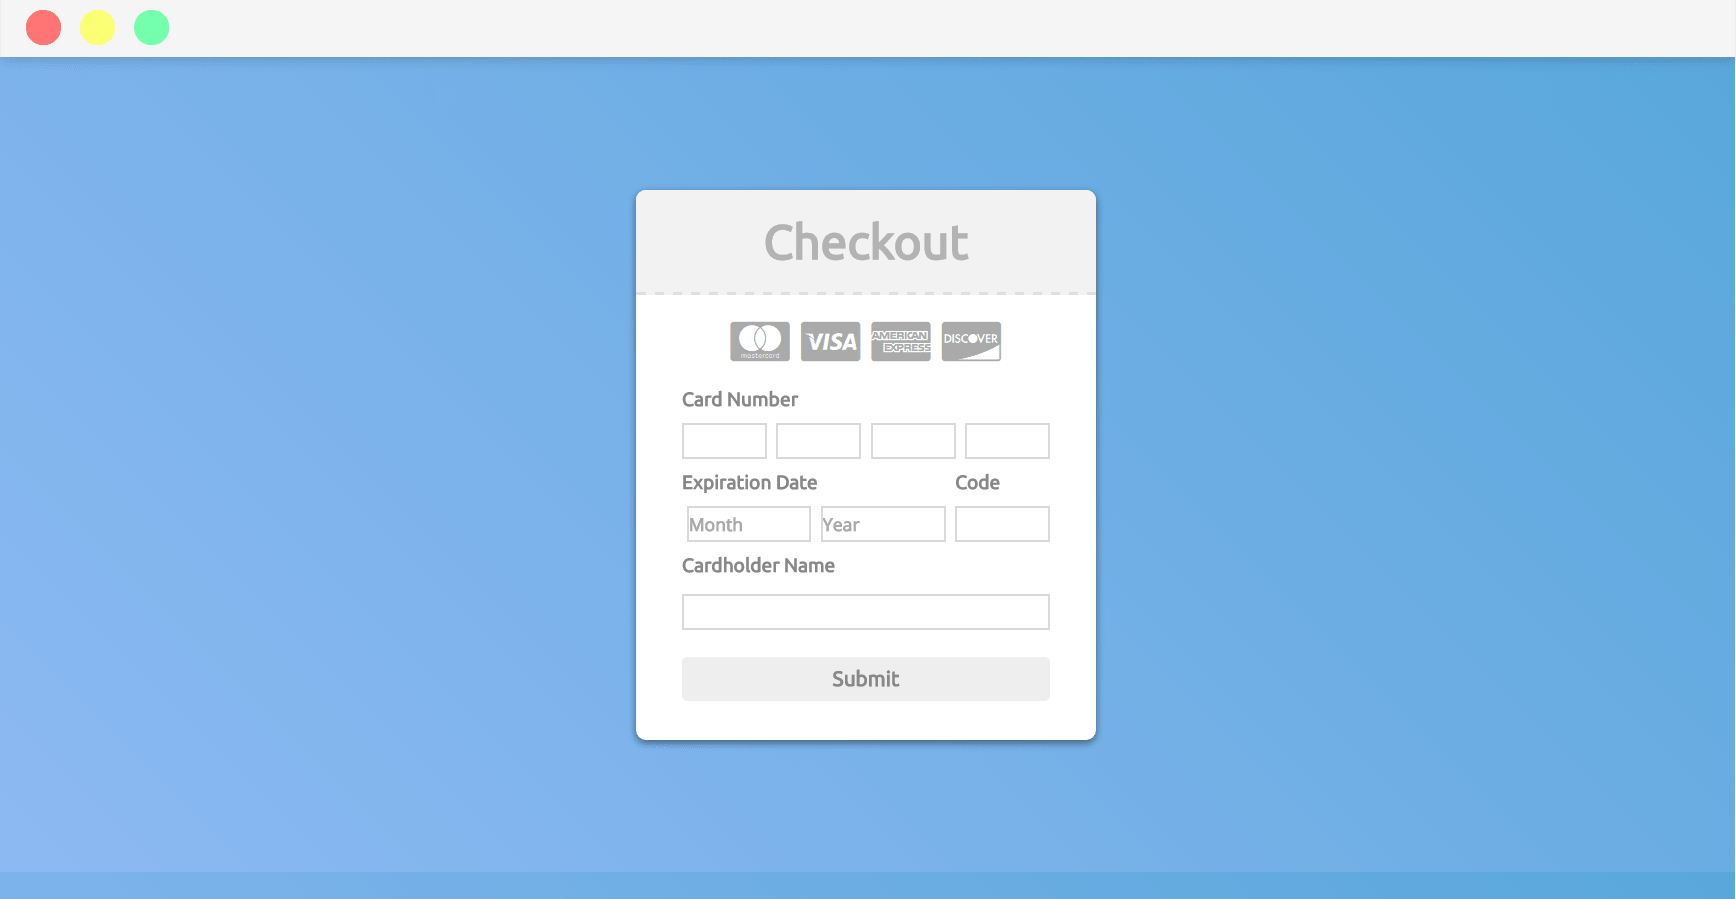 Checkout
mastercard VISA AMERICAN EXPRESS DISCOVER
Card Number
Expiration Date Code
Month Year
Cardholder Name
Submit